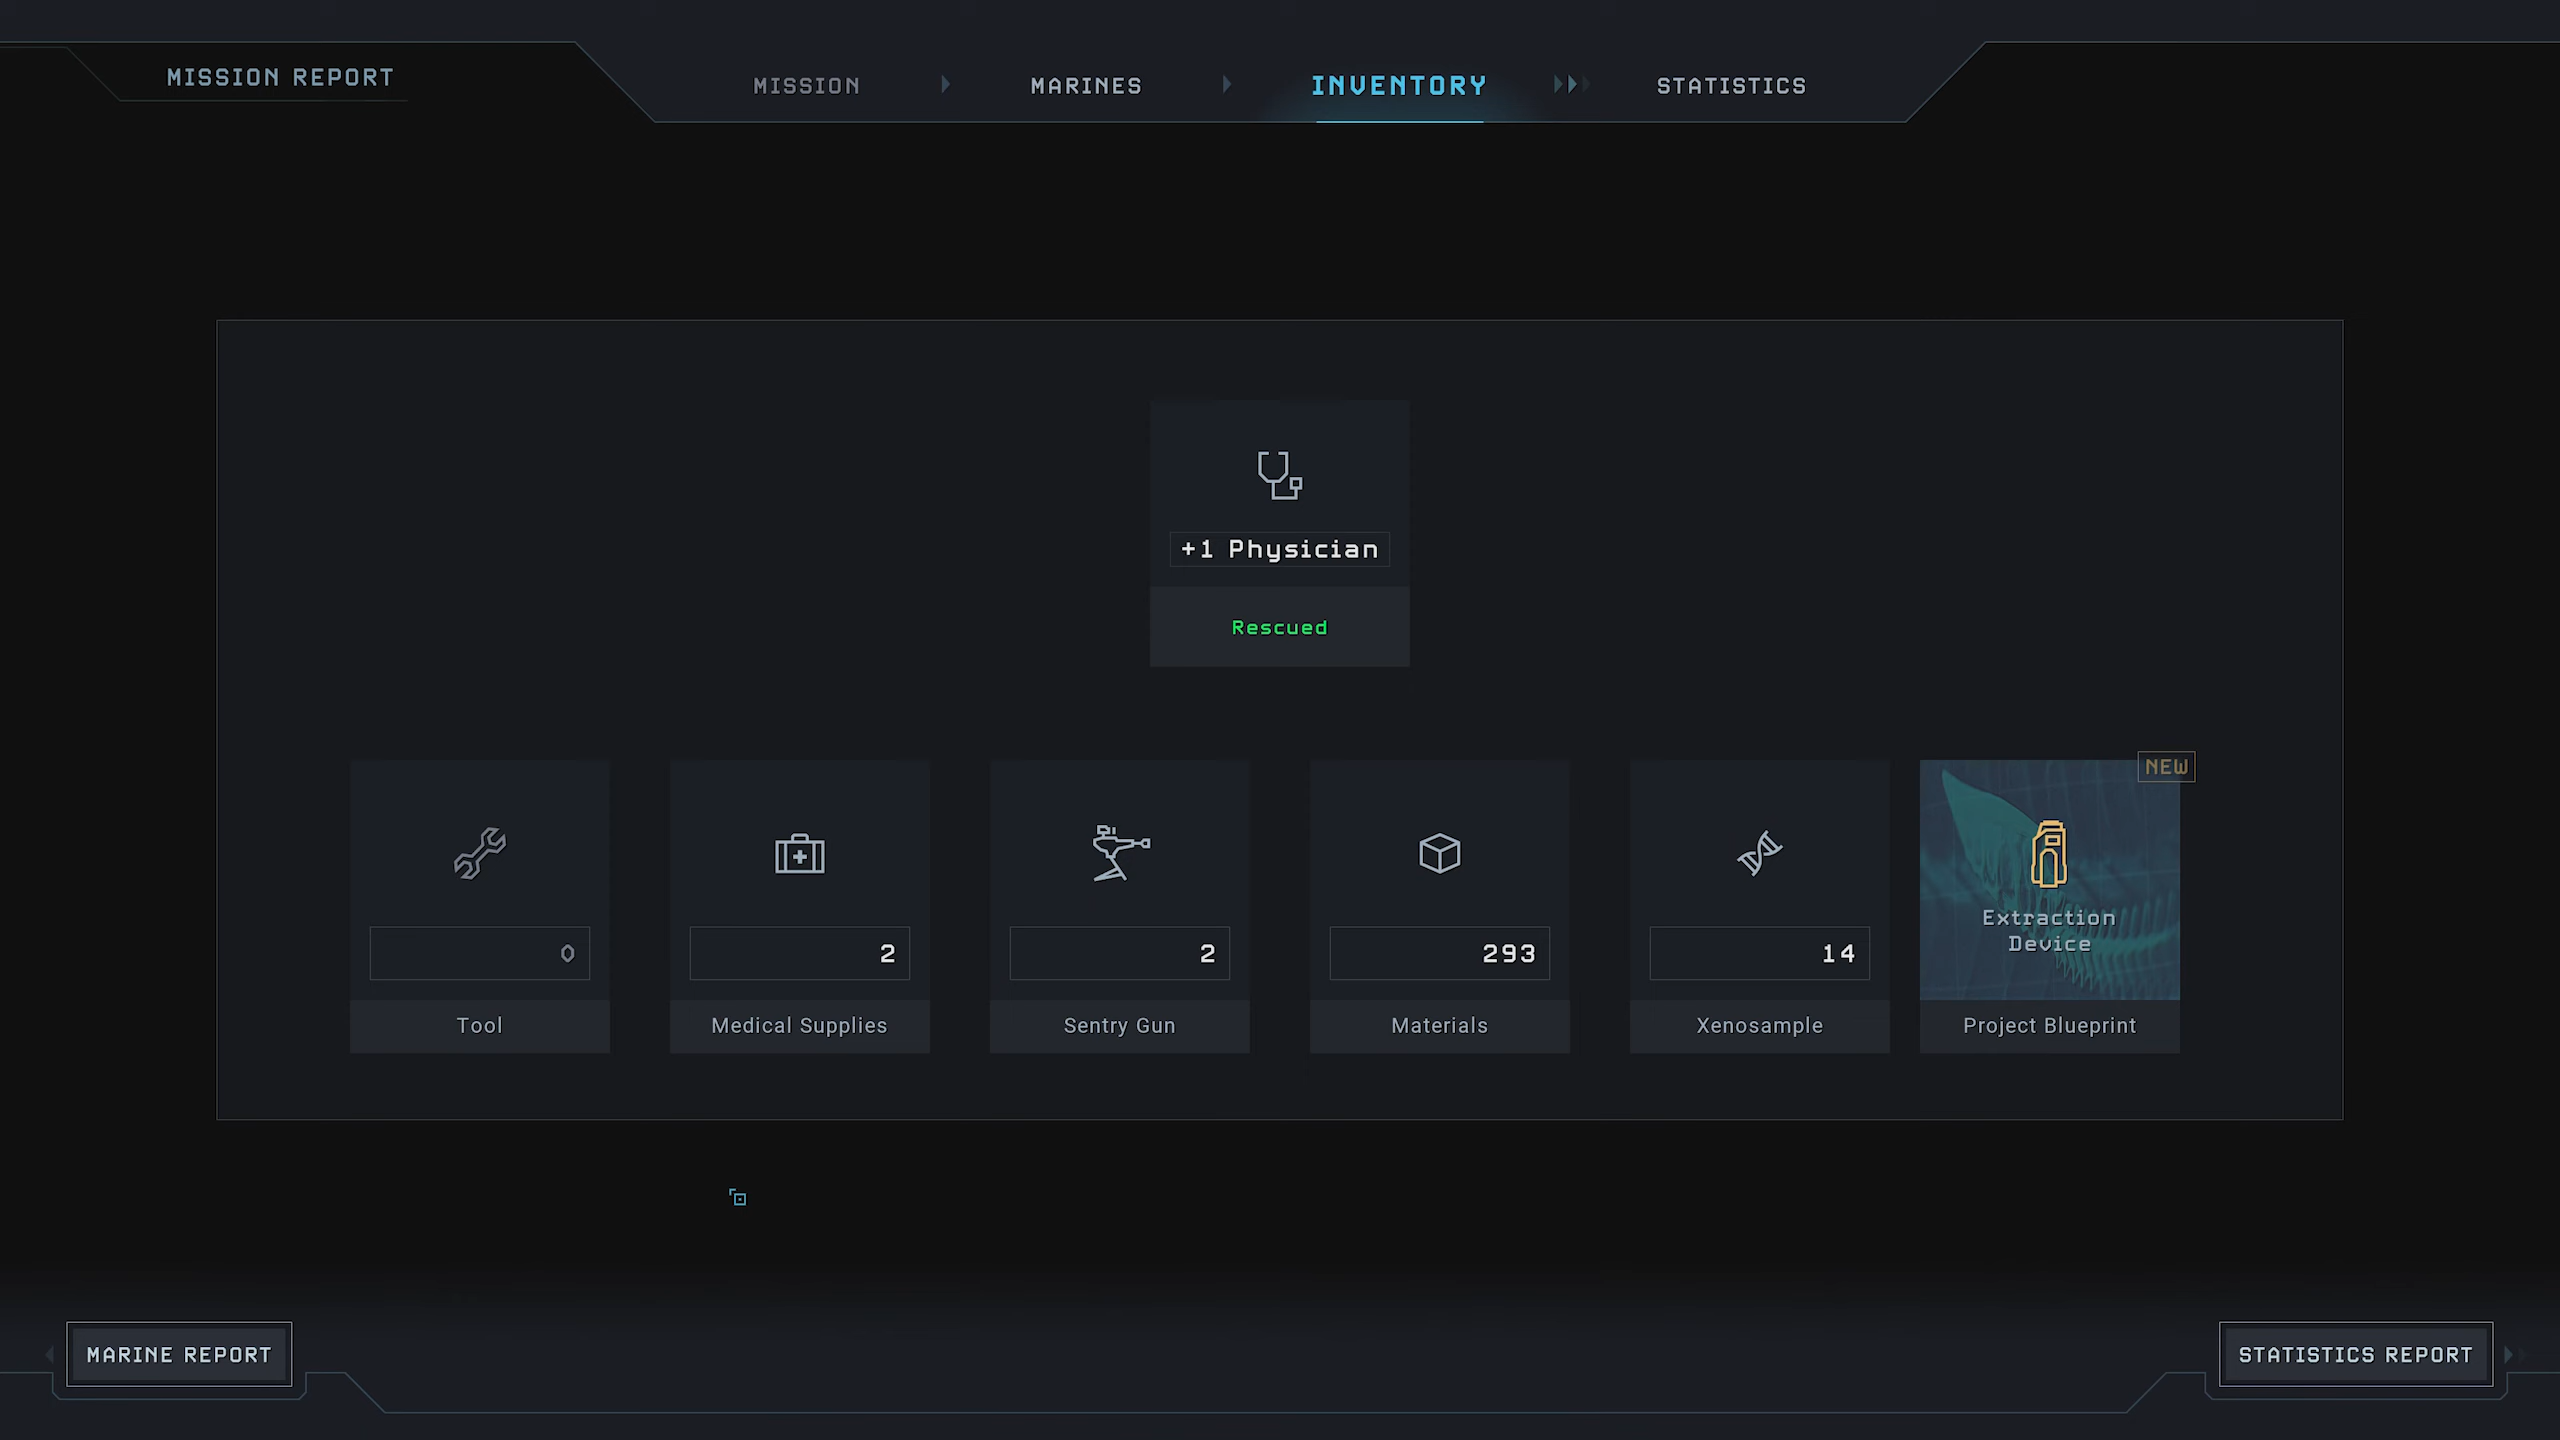 MISSION REPORT
MISSION
MARINES
INVENTORY
STATISTICS
+1 Physician
Rescued
NEW
Extraction
Device
0
2
2
293
14
Tool
Medical Supplies
Sentry Gun
Materials
Xenosample
Project Blueprint
MARINE REPORT
STATISTICS REPORT